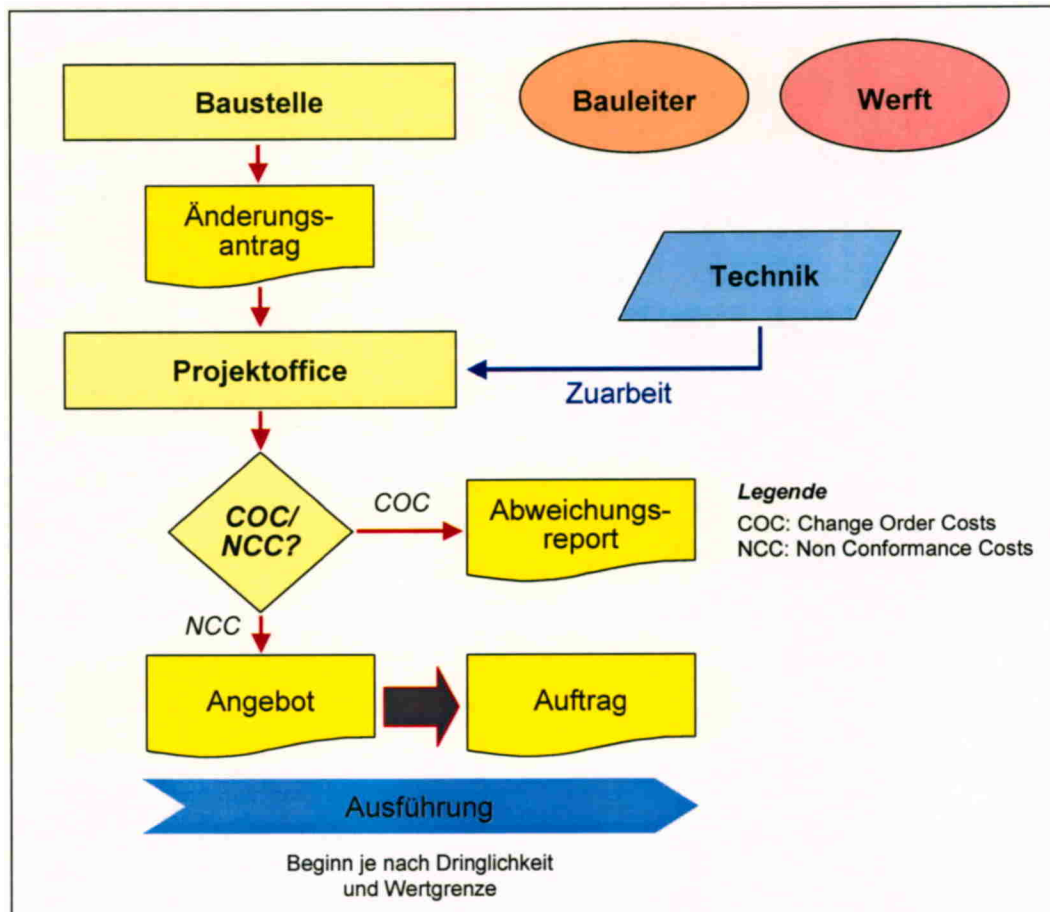 Baustelle
Bauleiter
Werft
Änderungs-
antrag
Technik
Projektoffice
Zuarbeit
COC/
NCC?
COC
Abweichungs-
report
Legende
COC: Change Order Costs
NCC: Non Conformance Costs
NCC
Angebot
Auftrag
Ausführung
Beginn je nach Dringlichkeit
und Wertgrenze